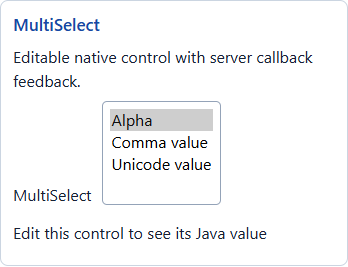 MultiSelect
Editable native control with server callback
feedback.
Alpha
Comma value
Unicode value
MultiSelect
Edit this control to see its Java value